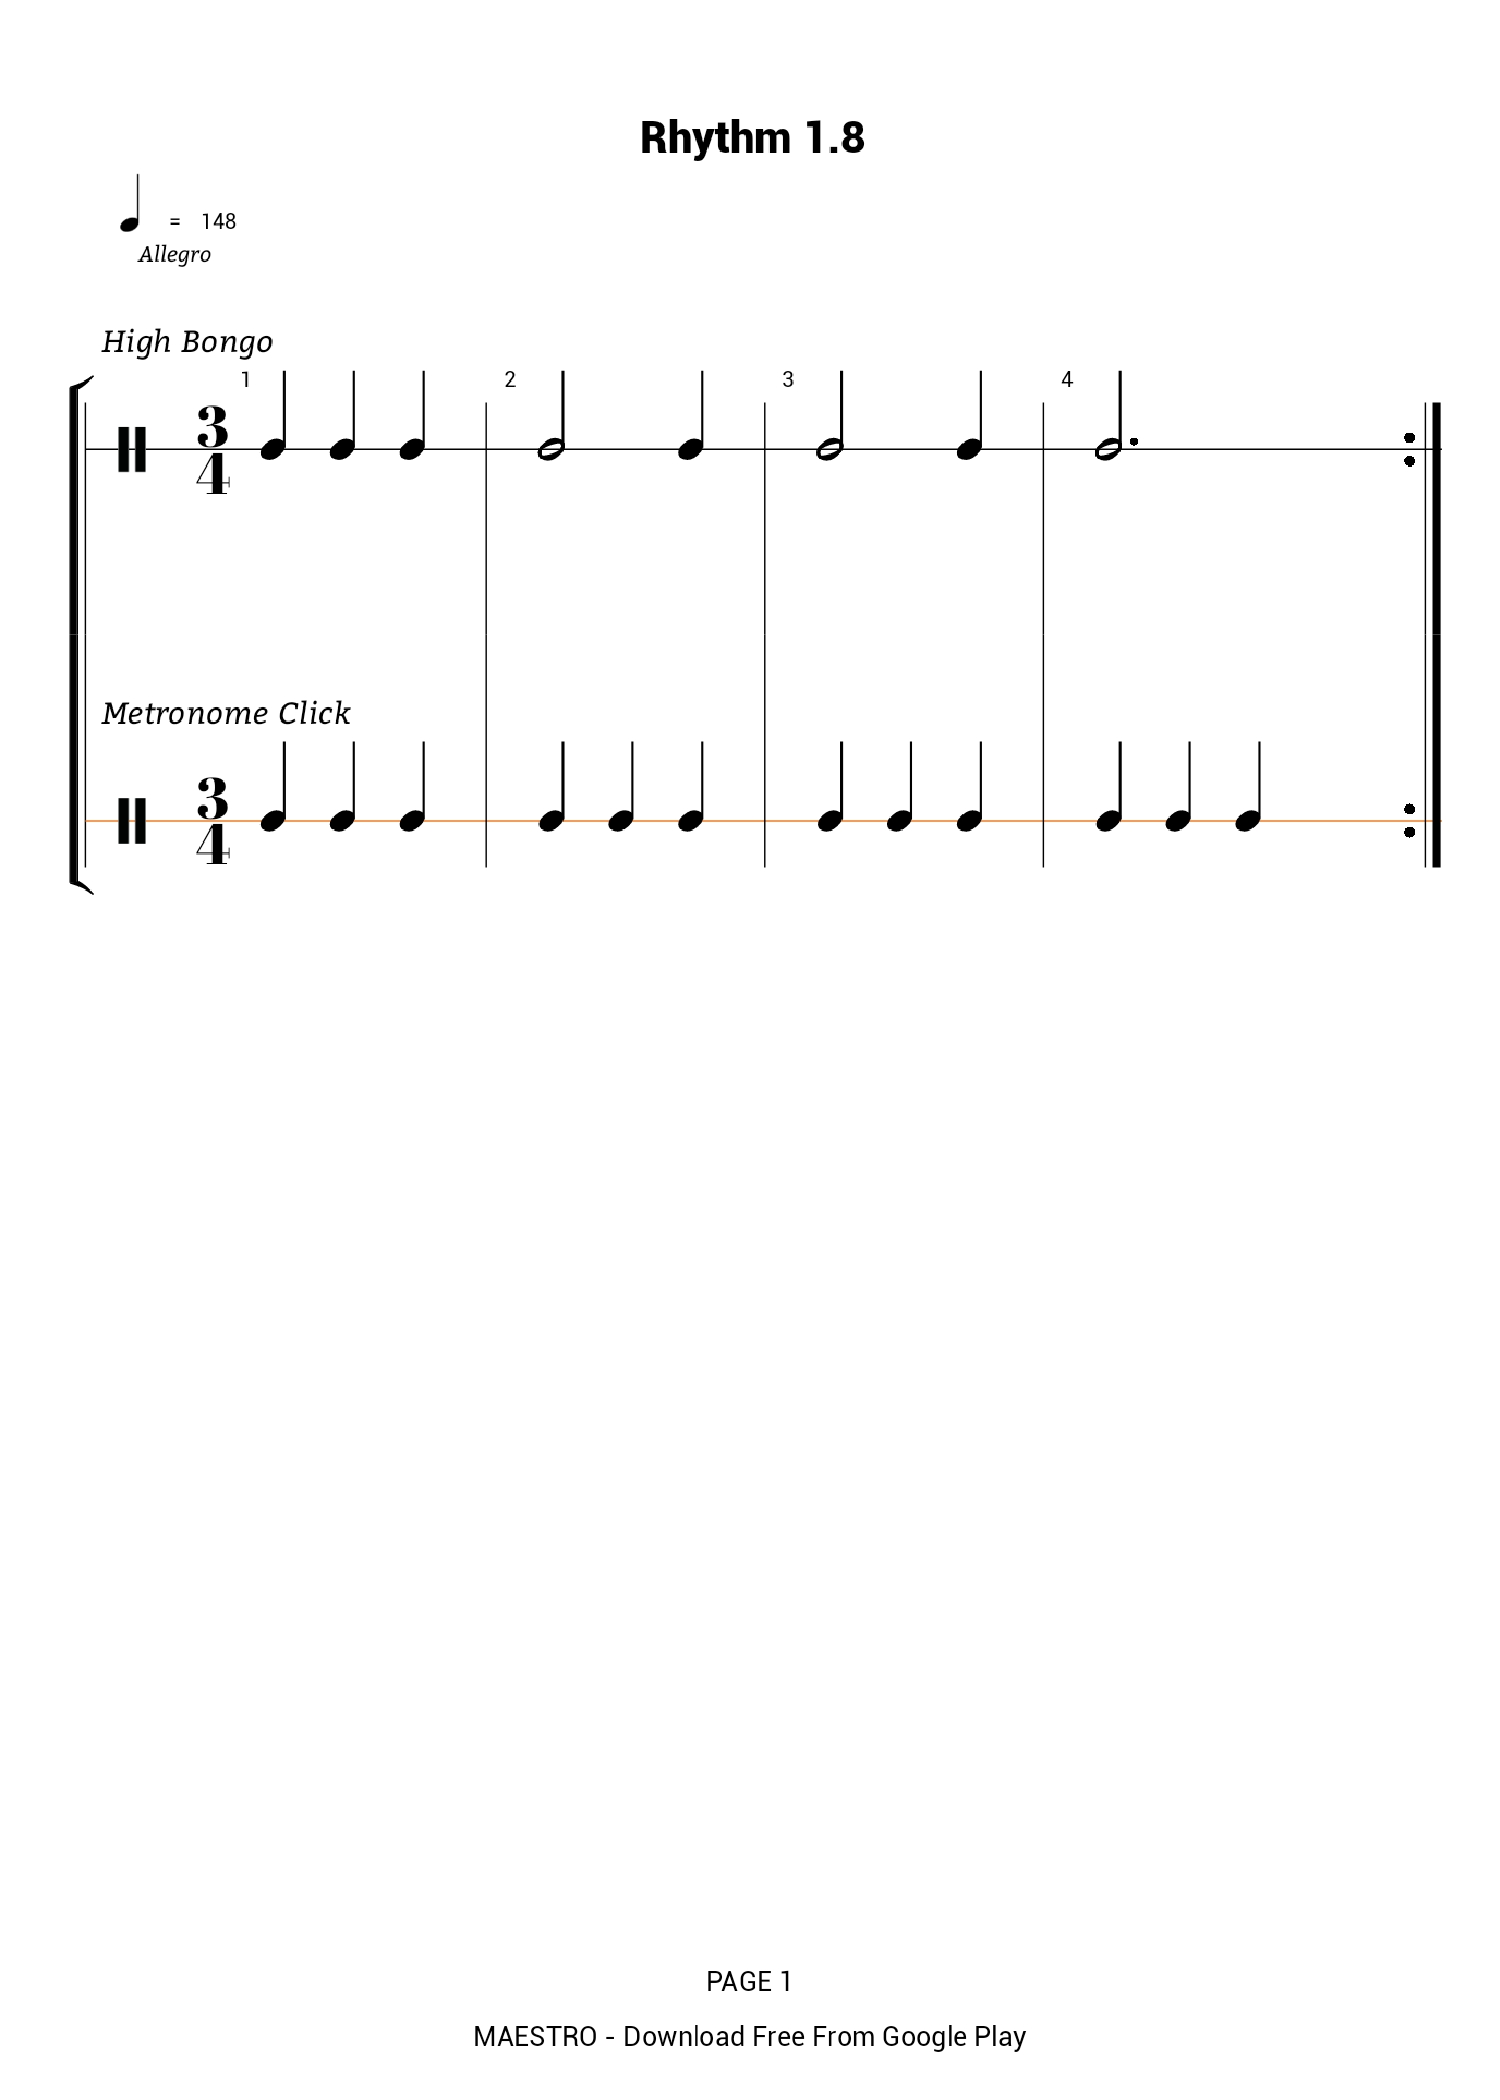 Rhythm 1.8
= 148
Allegro
High Bongo
1 2 3 4
3
4
Metronome Click
3
4
PAGE 1
MAESTRO - Download Free From Google Play